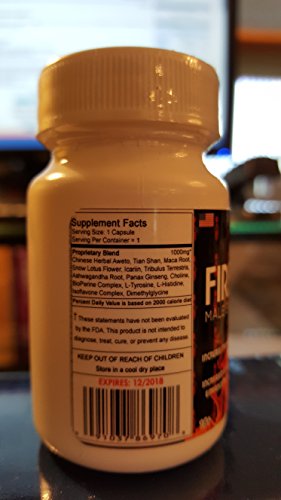 Supplement Facts
Serving Size: 1 Capsule
Serving Per Container = 1
Proprietary Blend 1000mg*
Chinese Herbal Aweto, Tian Shan, Maca Root,
Snow Lotus Flower, Icariin, Tribulus Terrestris,
Ashwagandha Root, Panax Ginseng, Choline,
BioPerine Complex, L-Tyrosine, L-Histidine,
Isoflavone Complex, Dimethylglycine
Percent Daily Value is based on 2000 calorie diet
† These statements have not been evaluated
by the FDA. This product is not intended to
diagnose, treat, cure, or prevent any disease.
KEEP OUT OF REACH OF CHILDREN
Store in a cool dry place
EXPIRES: 12/2018
FIR
MAL